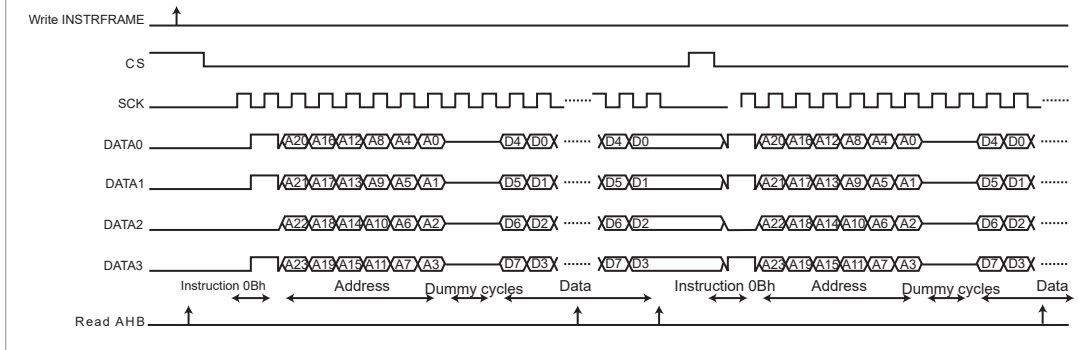 Write INSTRFRAME
CS
SCK
DATA0 A20 A16 A12 A8 A4 A0 D4 D0 D4 D0 A20 A16 A12 A8 A4 A0 D4 D0
DATA1 A21 A17 A13 A9 A5 A1 D5 D1 D5 D1 A21 A17 A13 A9 A5 A1 D5 D1
DATA2 A22 A18 A14 A10 A6 A2 D6 D2 D6 D2 A22 A18 A14 A10 A6 A2 D6 D2
DATA3 A23 A19 A15 A11 A7 A3 D7 D3 D7 D3 A23 A19 A15 A11 A7 A3 D7 D3
Instruction 0Bh Address Dummy cycles Data Instruction 0Bh Address Dummy cycles Data
Read AHB